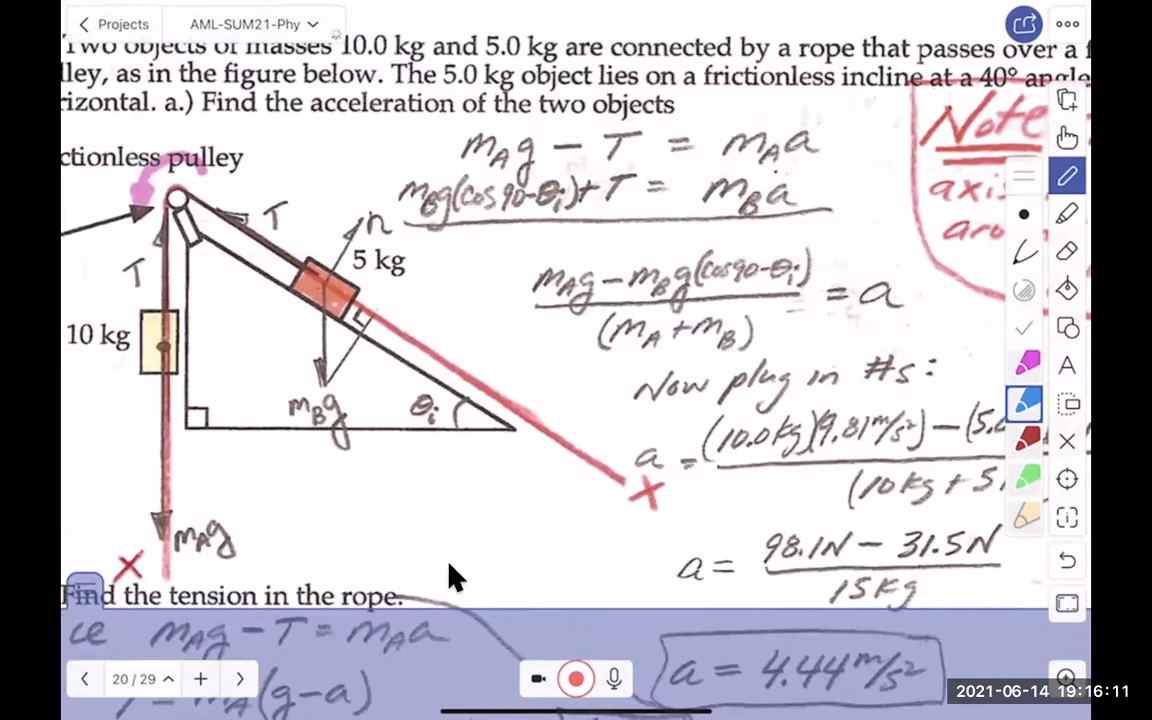 Projects
AML-SUM21-Phy
Two objects of masses 10.0 kg and 5.0 kg are connected by a rope that passes over a
lley, as in the figure below. The 5.0 kg object lies on a frictionless incline at a 40° angle
rizontal. a.) Find the acceleration of the two objects
ctionless pulley
T
n
5 kg
T
10 kg
mBg
θi
mAg
X
X
mAg - T = mAa
mBg(cos90-θi)+T = mBa
mAg-mBg(cos90-θi)
(mA+mB)
= a
Now plug in #s:
a = (10.0kg)(9.81m/s²) - (5.0
(10kg + 5
a = 98.1N - 31.5N
15kg
Note
axis
aro
A
Find the tension in the rope.
ce mAg - T = mAa
mA(g-a)
a = 4.44 m/s²
20 / 29
2021-06-14 19:16:11